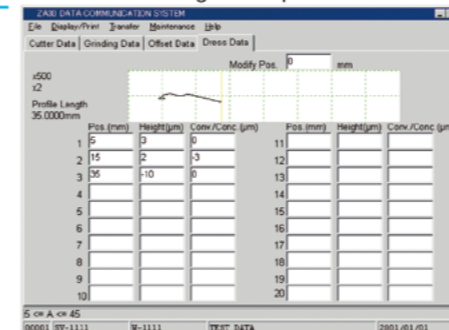 ZA30 DATA COMMUNICATION SYSTEM
File Display/Print Transfer Maintenance Help
Cutter Data Grinding Data Offset Data Dress Data
Modify Pos. 0 mm
x500
x2
Profile Length
35.0000mm
Pos.(mm) Height(μm) Conv./Conc.(μm) Pos.(mm) Height(μm) Conv./Conc.(μm
1 5 3 0 11
2 15 2 -3 12
3 35 -10 0 13
4 14
5 15
6 16
7 17
8 18
9 19
10 20
5 <= A <= 45
00001 SV-1111 W-1111 TEST DATA 2001/01/01